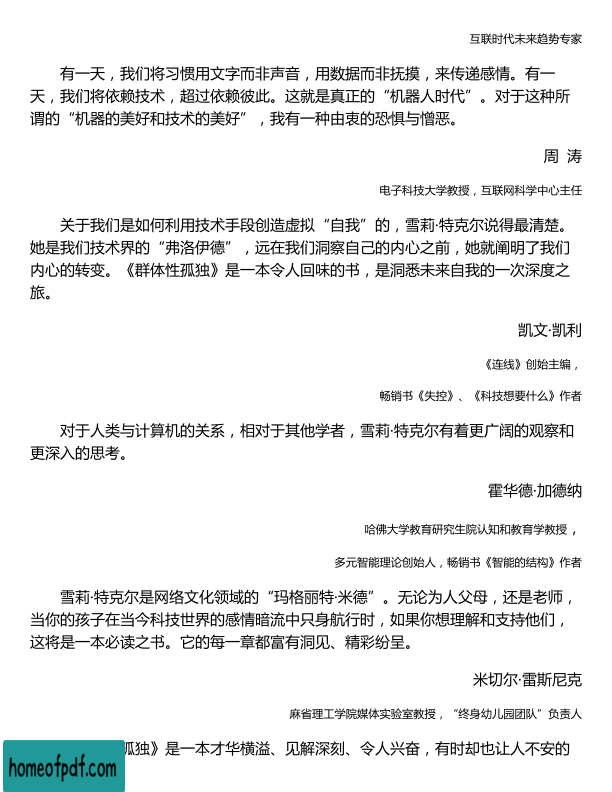 互联时代未来趋势专家
有一天，我们将习惯用文字而非声音，用数据而非抚摸，来传递感情。有一
天，我们将依赖技术，超过依赖彼此。这就是真正的“机器人时代”。对于这种所
谓的“机器的美好和技术的美好”，我有一种由衷的恐惧与憎恶。
周 涛
电子科技大学教授，互联网科学中心主任
关于我们是如何利用技术手段创造虚拟“自我”的，雪莉·特克尔说得最清楚。
她是我们技术界的“弗洛伊德”，远在我们洞察自己的内心之前，她就阐明了我们
内心的转变。《群体性孤独》是一本令人回味的书，是洞悉未来自我的一次深度之
旅。
凯文·凯利
《连线》创始主编，
畅销书《失控》、《科技想要什么》作者
对于人类与计算机的关系，相对于其他学者，雪莉·特克尔有着更广阔的观察和
更深入的思考。
霍华德·加德纳
哈佛大学教育研究生院认知和教育学教授，
多元智能理论创始人，畅销书《智能的结构》作者
雪莉·特克尔是网络文化领域的“玛格丽特·米德”。无论为人父母，还是老师，
当你的孩子在当今科技世界的感情暗流中只身航行时，如果你想理解和支持他们，
这将是一本必读之书。它的每一章都富有洞见、精彩纷呈。
米切尔·雷斯尼克
麻省理工学院媒体实验室教授，“终身幼儿园团队”负责人
孤独》是一本才华横溢、见解深刻、令人兴奋，有时却也让人不安的
homeofpdf.com